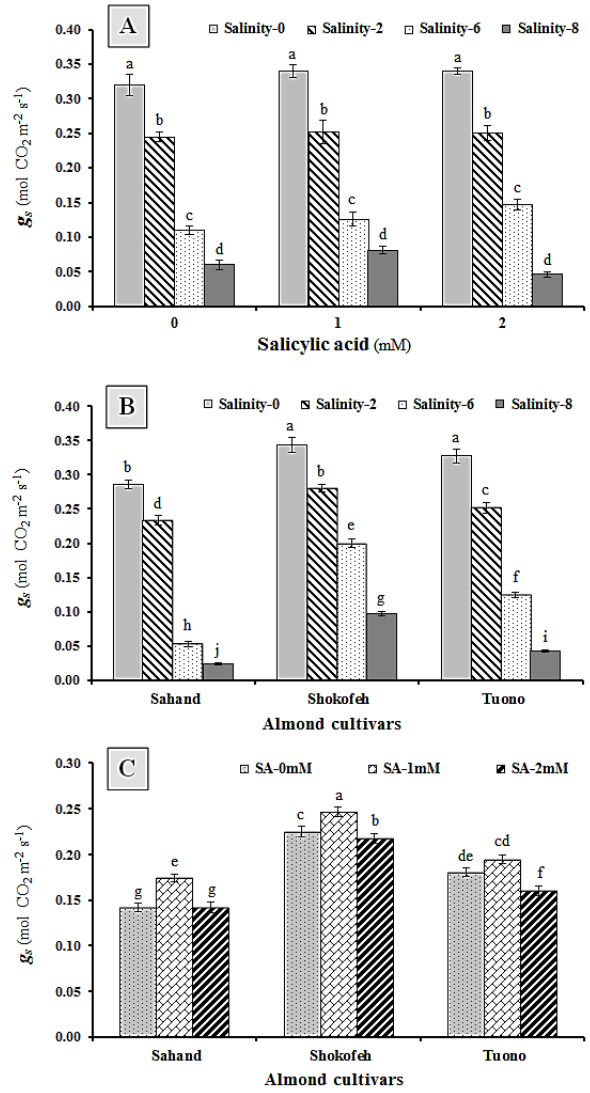 A
Salinity-0 Salinity-2 Salinity-6 Salinity-8
0.40
0.35
0.30
0.25
0.20
0.15
0.10
0.05
0.00
gs (mol CO2 m-2 s-1)
a b c d a b c d a b c d
0 1 2
Salicylic acid (mM)
B
Salinity-0 Salinity-2 Salinity-6 Salinity-8
0.40
0.35
0.30
0.25
0.20
0.15
0.10
0.05
0.00
gs (mol CO2 m-2 s-1)
b d h j a b e g a c f i
Sahand Shokofeh Tuono
Almond cultivars
C
SA-0mM SA-1mM SA-2mM
0.30
0.25
0.20
0.15
0.10
0.05
0.00
gs (mol CO2 m-2 s-1)
g e g c a b de cd f
Sahand Shokofeh Tuono
Almond cultivars